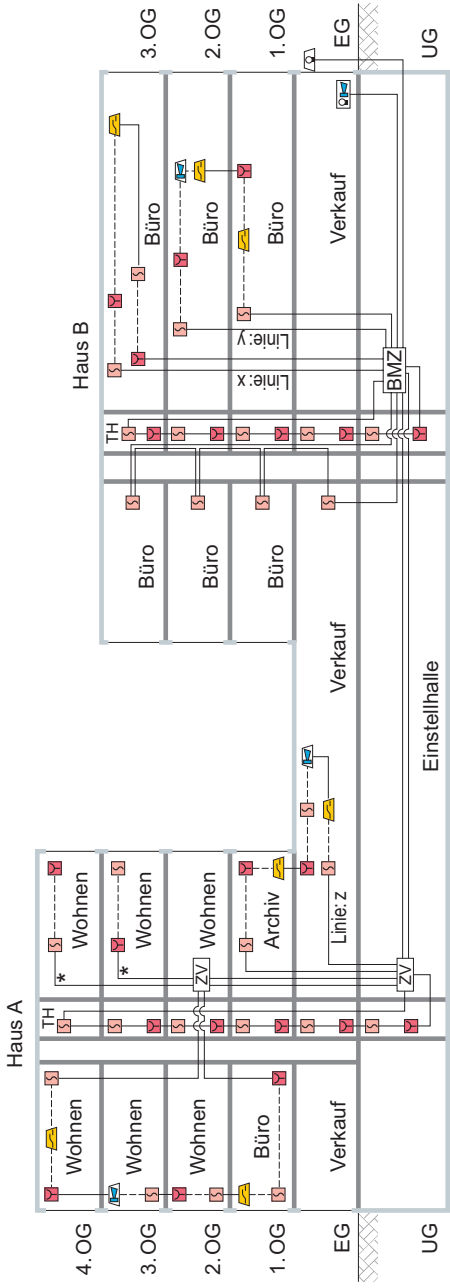 Haus A
Haus B
4. OG
Wohnen
TH
*
Wohnen
3. OG
Wohnen
*
Wohnen
Büro
TH
Büro
3. OG
2. OG
Wohnen
ZV
Wohnen
Büro
Büro
2. OG
1. OG
Büro
Archiv
Büro
Linie: x
Linie: y
Büro
1. OG
EG
Verkauf
Linie: z
Verkauf
Verkauf
EG
UG
ZV
Einstellhalle
BMZ
UG